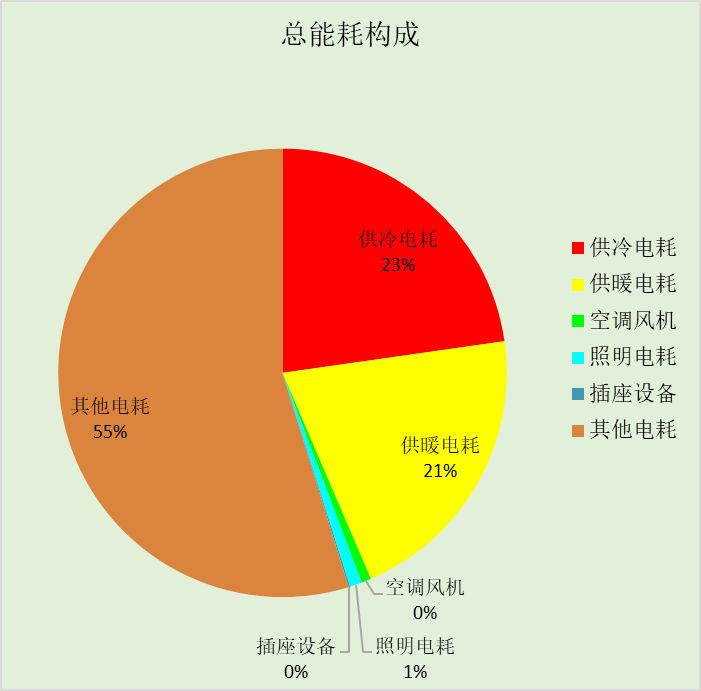 总能耗构成
供冷电耗
23%
供暖电耗
21%
空调风机
0%
照明电耗
1%
插座设备
0%
其他电耗
55%
供冷电耗
供暖电耗
空调风机
照明电耗
插座设备
其他电耗